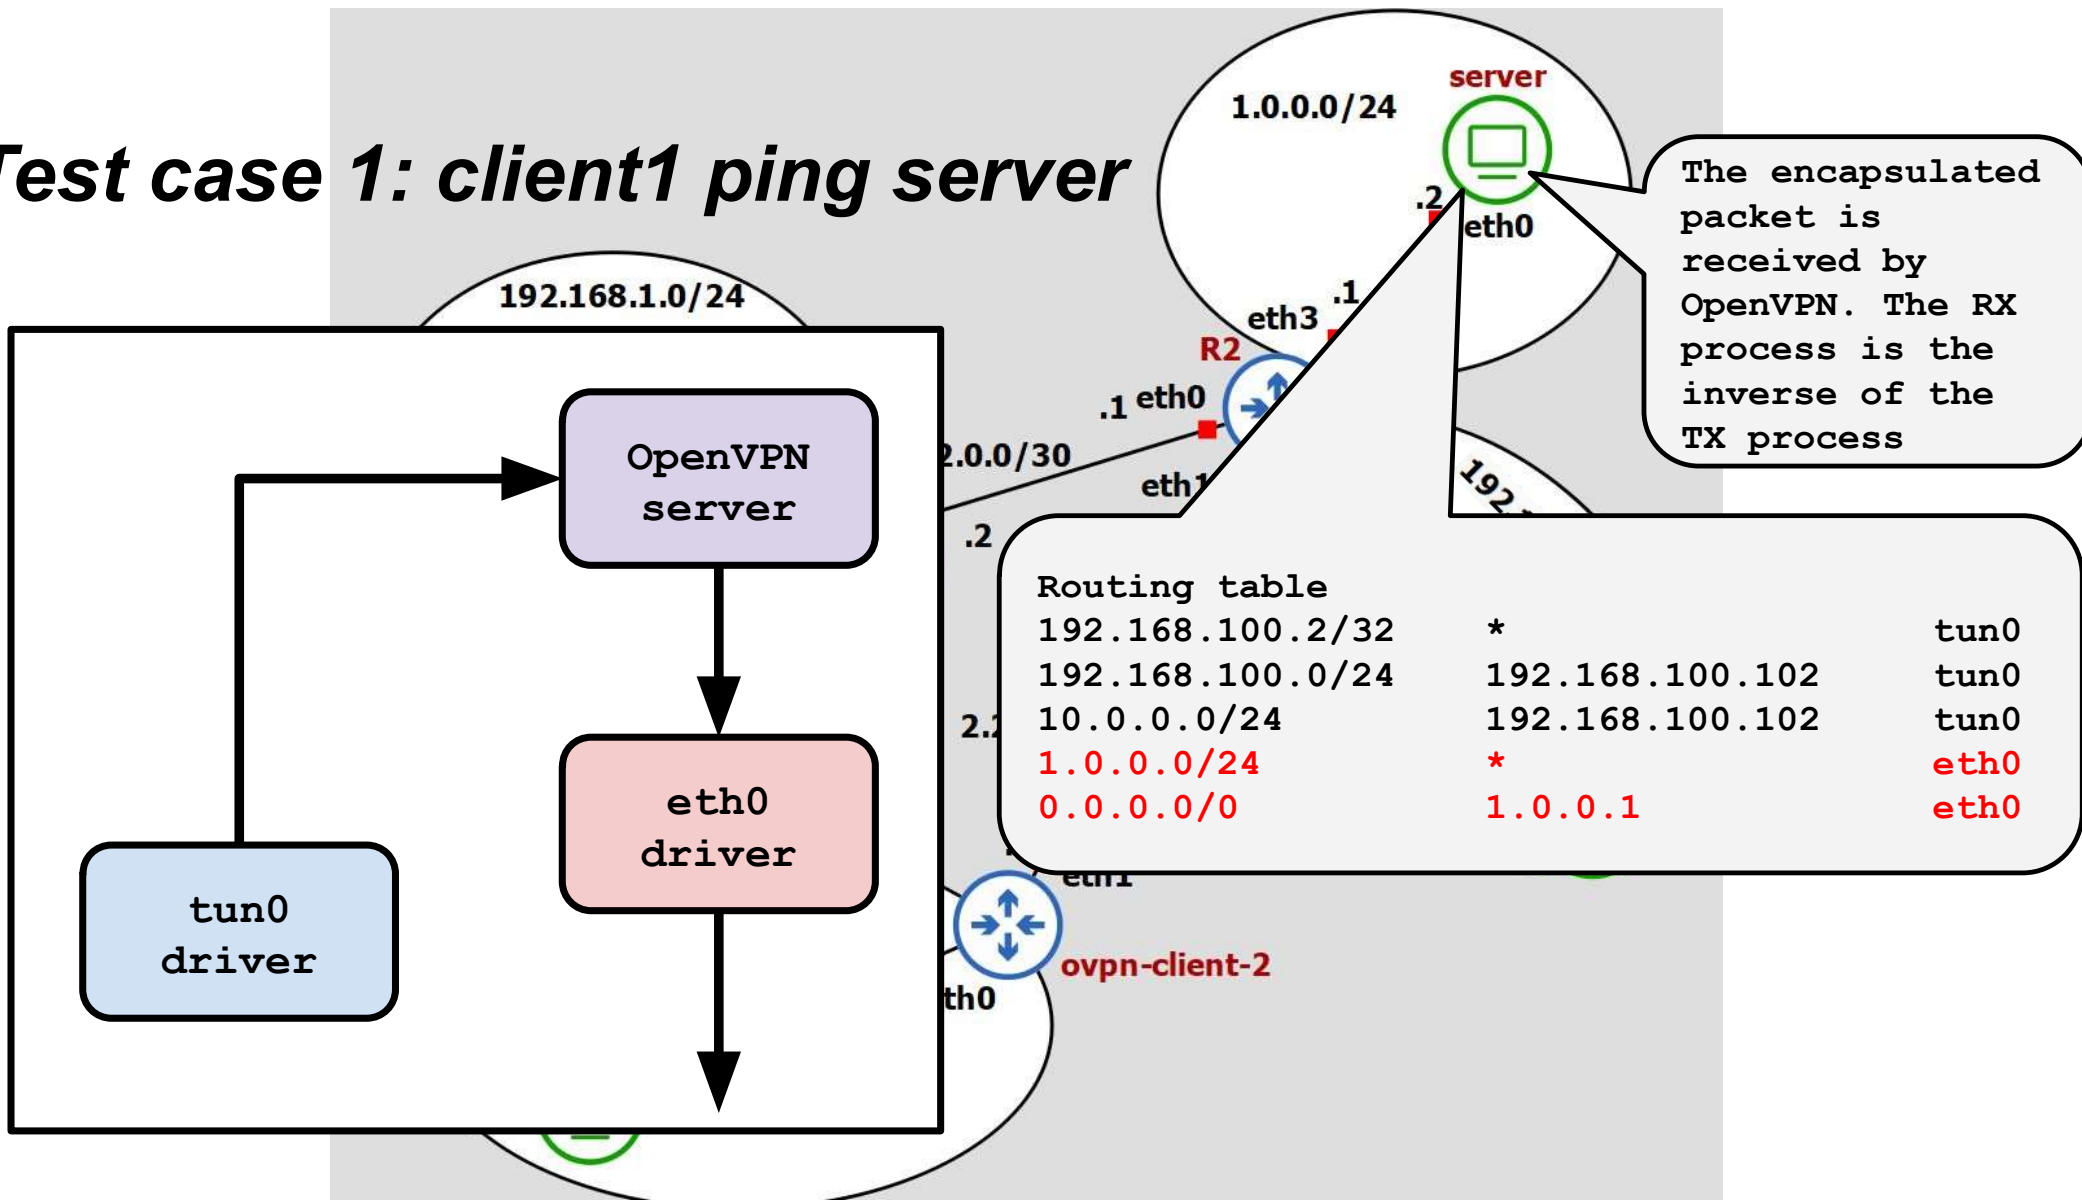 Test case 1: client1 ping server
1.0.0.0/24
server
.2
eth0
The encapsulated
packet is
received by
OpenVPN. The RX
process is the
inverse of the
TX process
192.168.1.0/24
.1
eth3
R2
.1 eth0
2.0.0/30
eth1
.2
OpenVPN
server
eth0
driver
tun0
driver
Routing table
192.168.100.2/32 * tun0
192.168.100.0/24 192.168.100.102 tun0
10.0.0.0/24 192.168.100.102 tun0
1.0.0.0/24 * eth0
0.0.0.0/0 1.0.0.1 eth0
eth1
ovpn-client-2
th0